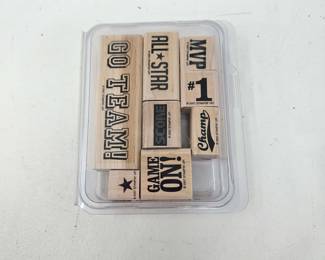 GO TEAM!
ALL★STAR
MVP
#1
SCORE
Champ
GAME
ON!